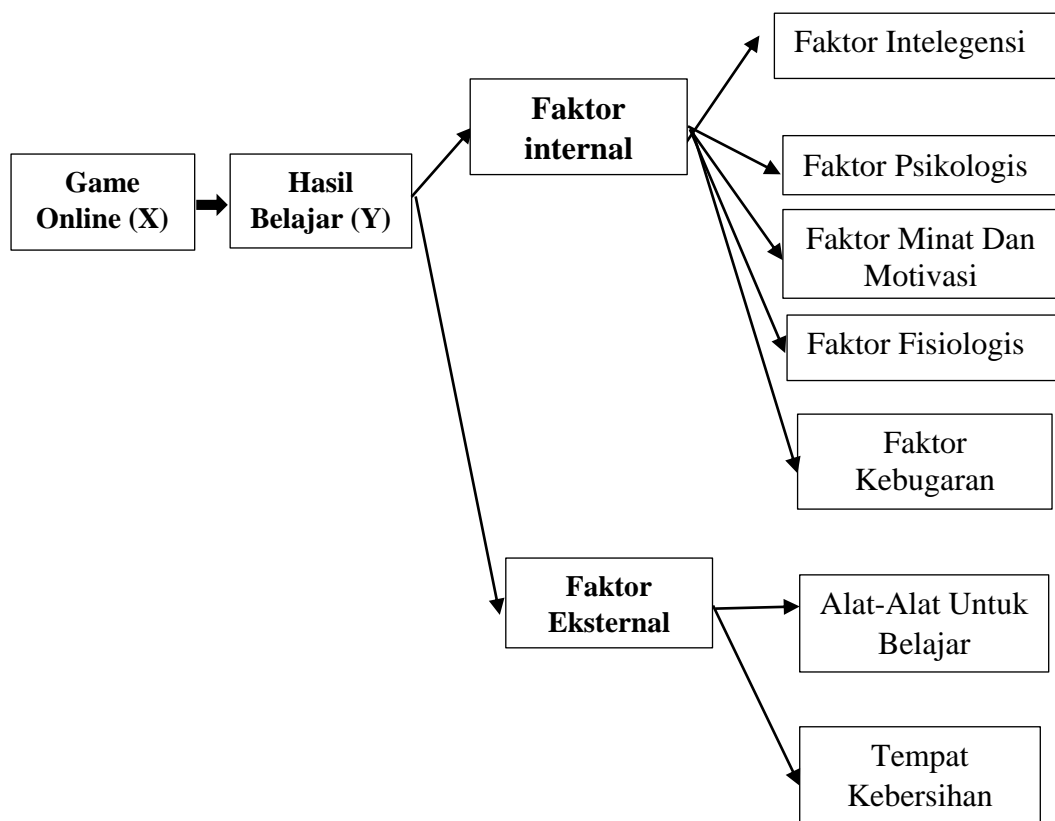 Game
Online (X)
Hasil
Belajar (Y)
Faktor
internal
Faktor Intelegensi
Faktor Psikologis
Faktor Minat Dan
Motivasi
Faktor Fisiologis
Faktor
Kebugaran
Faktor
Eksternal
Alat-Alat Untuk
Belajar
Tempat
Kebersihan